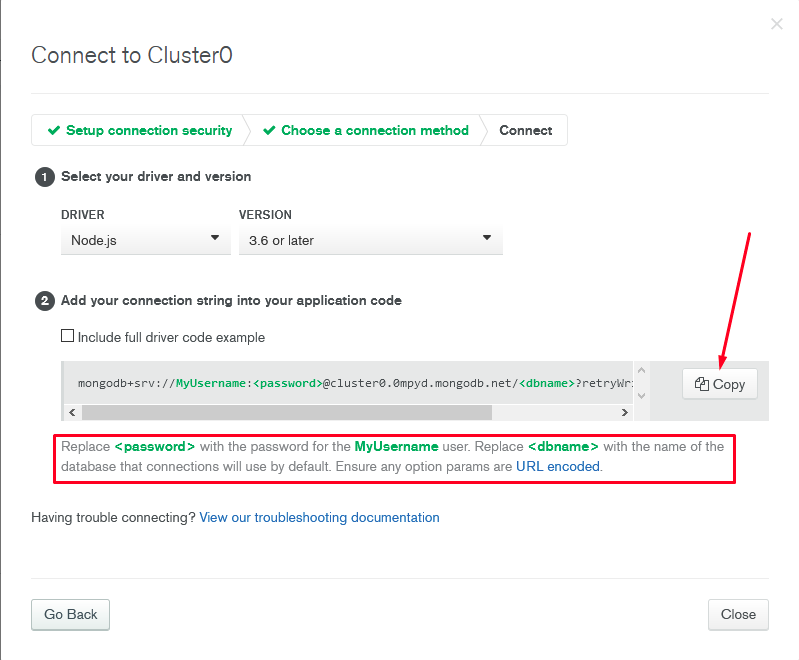 Connect to Cluster0
Setup connection security
Choose a connection method
Connect
1 Select your driver and version
DRIVER
VERSION
Node.js
3.6 or later
2 Add your connection string into your application code
Include full driver code example
mongodb+srv://MyUsername:<password>@cluster0.0mpyd.mongodb.net/<dbname>?retryWri
Copy
Replace <password> with the password for the MyUsername user. Replace <dbname> with the name of the
database that connections will use by default. Ensure any option params are URL encoded.
Having trouble connecting? View our troubleshooting documentation
Go Back
Close